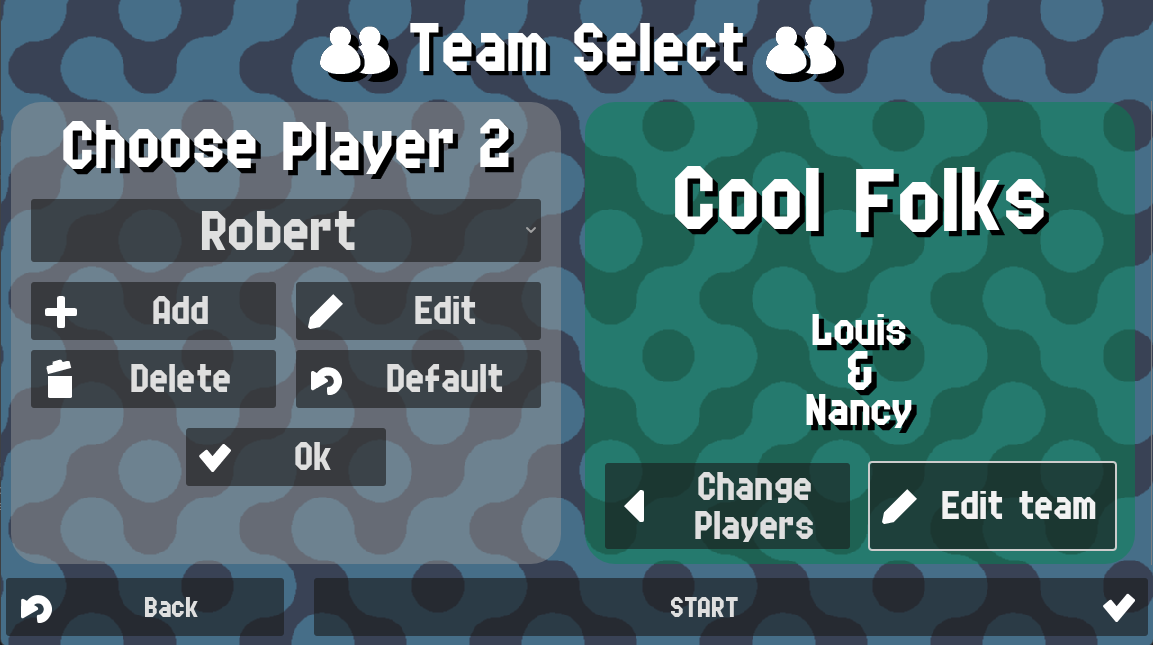 Team Select
Choose Player 2
Robert
Add
Edit
Delete
Default
Ok
Cool Folks
Louis
&
Nancy
Change
Players
Edit team
Back
START